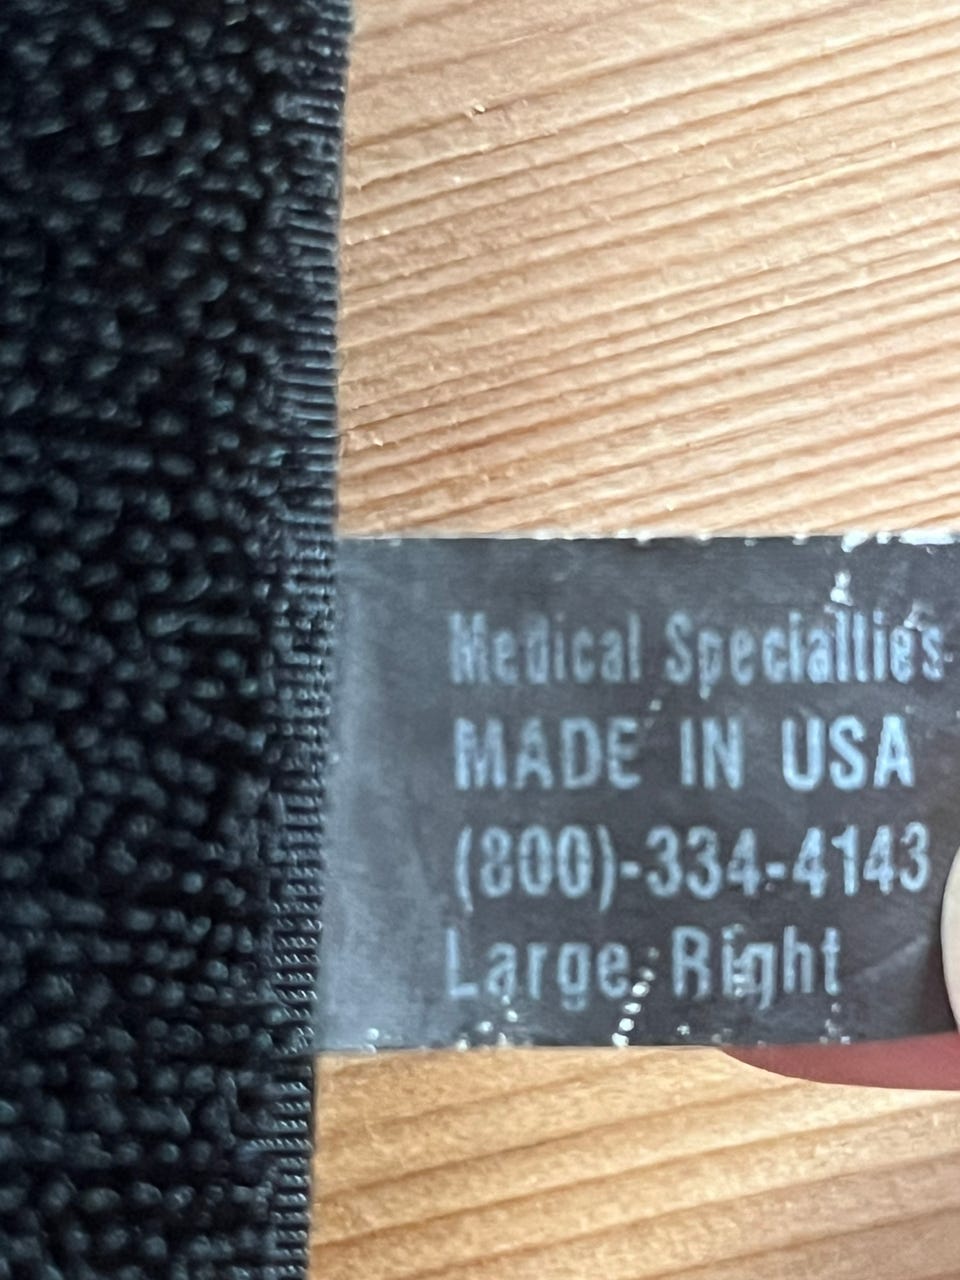 Medical Specialties
MADE IN USA
(800)-334-4143
Large Right